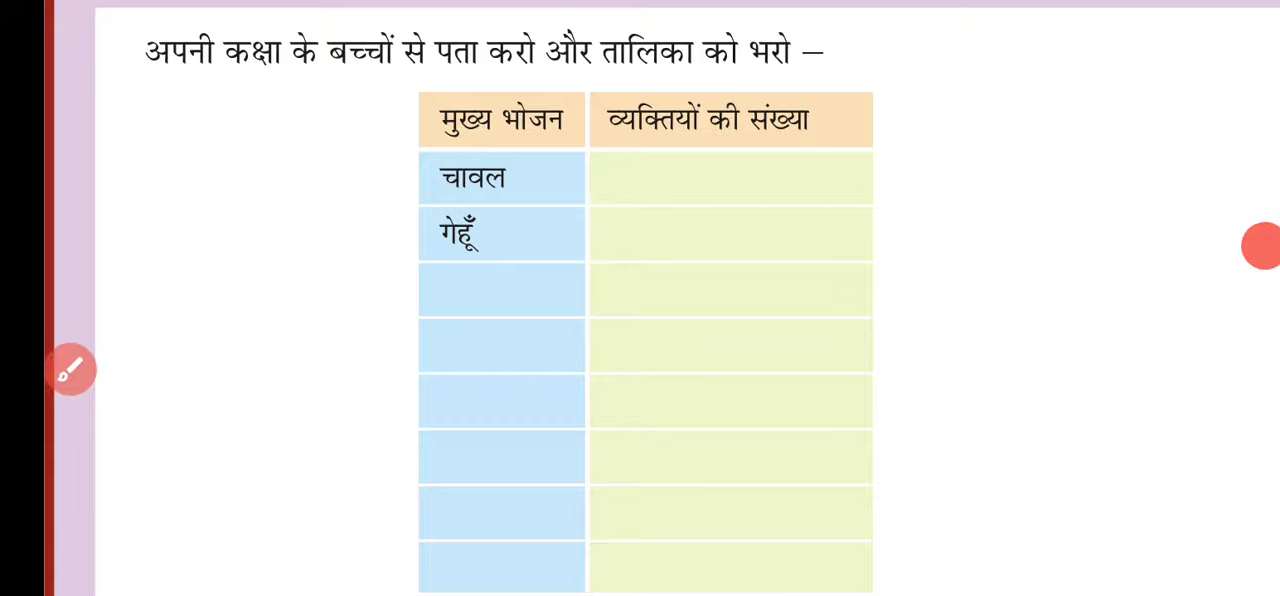 अपनी कक्षा के बच्चों से पता करो और तालिका को भरो –
मुख्य भोजन व्यक्तियों की संख्या
चावल
गेहूँ